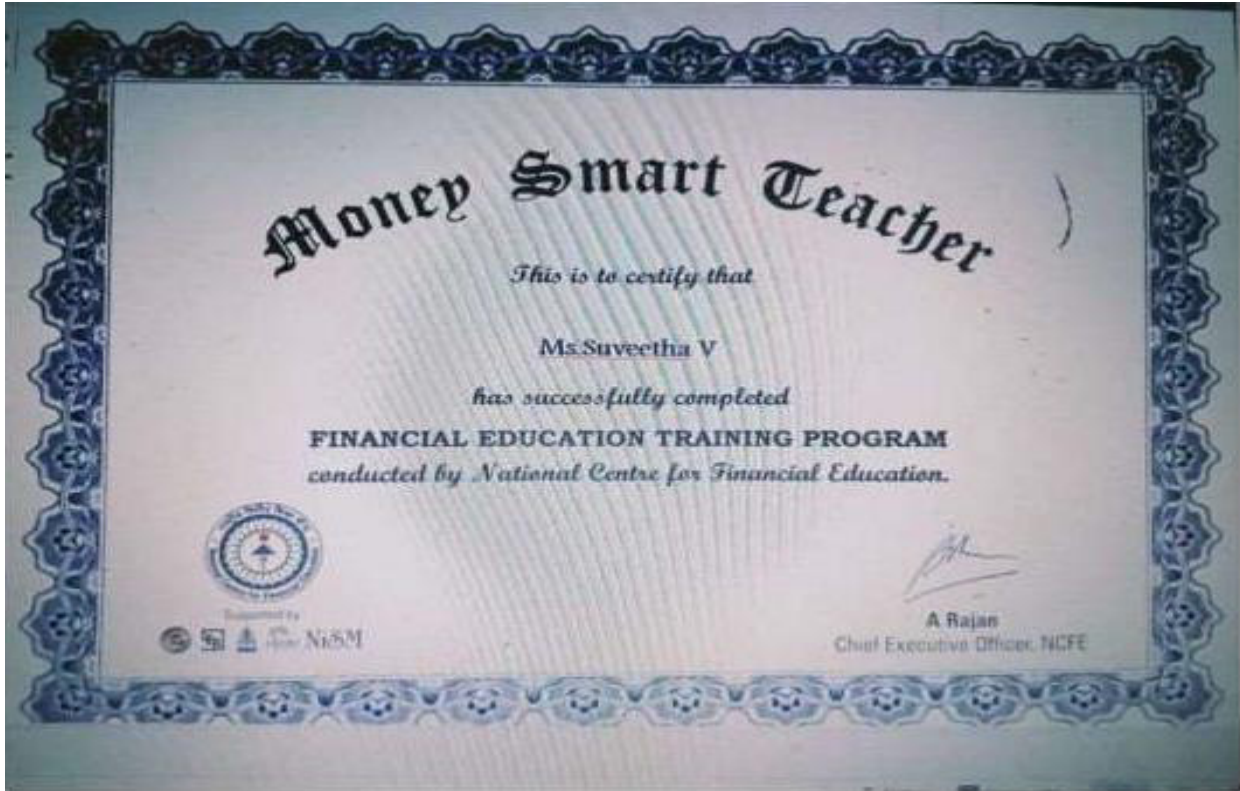 Money Smart Teacher
This is to certify that
Ms.Suveetha V
has successfully completed
FINANCIAL EDUCATION TRAINING PROGRAM
conducted by National Centre for Financial Education.
Supported by
NISM
A Rajan
Chief Executive Officer, NCFE